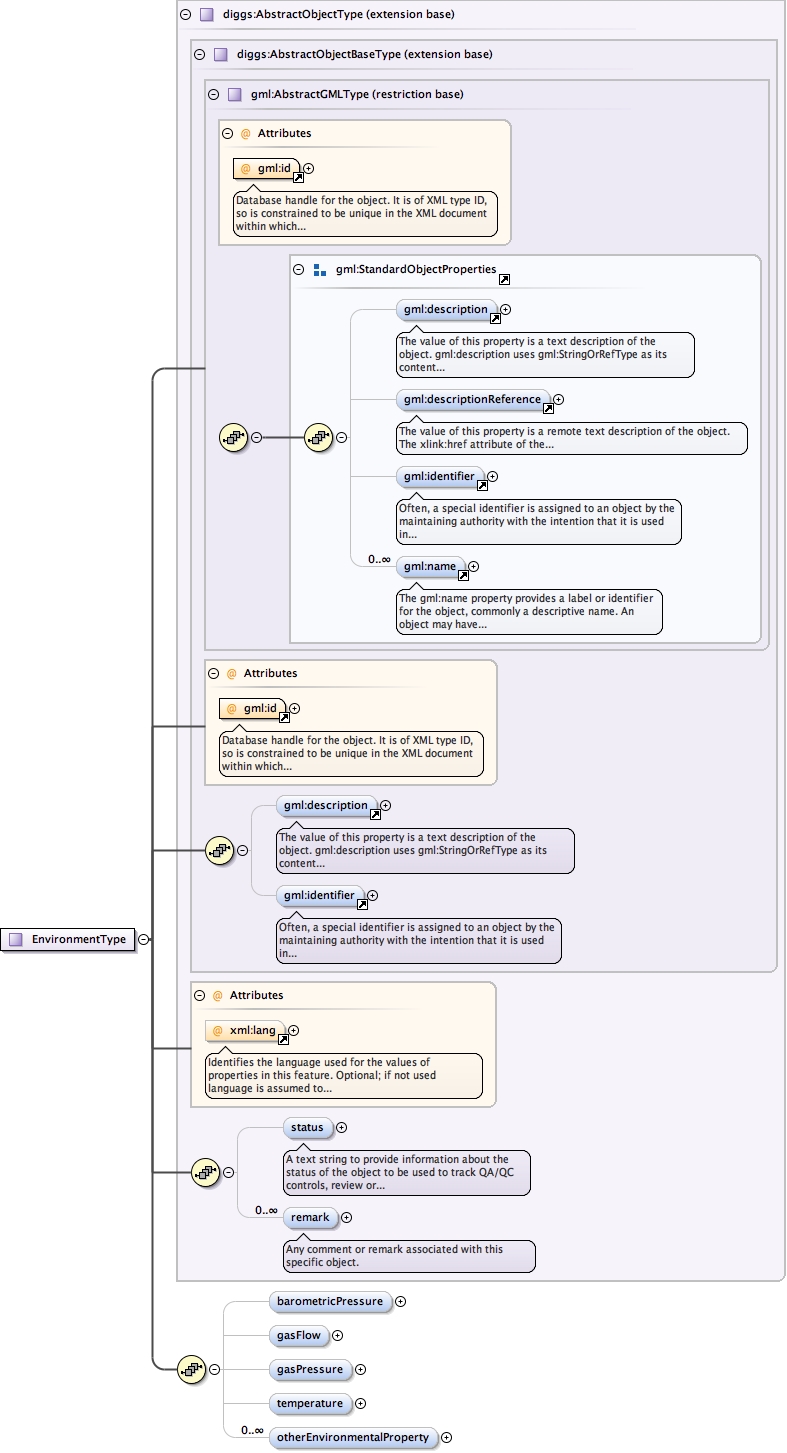 diggs:AbstractObjectType (extension base)
diggs:AbstractObjectBaseType (extension base)
gml:AbstractGMLType (restriction base)
@ Attributes
@ gml:id
Database handle for the object. It is of XML type ID,
so is constrained to be unique in the XML document
within which...
gml:StandardObjectProperties
gml:description
The value of this property is a text description of the
object. gml:description uses gml:StringOrRefType as its
content...
gml:descriptionReference
The value of this property is a remote text description of the object.
The xlink:href attribute of the...
gml:identifier
Often, a special identifier is assigned to an object by the
maintaining authority with the intention that it is used
in...
0..∞ gml:name
The gml:name property provides a label or identifier
for the object, commonly a descriptive name. An
object may have...
@ Attributes
@ gml:id
Database handle for the object. It is of XML type ID,
so is constrained to be unique in the XML document
within which...
gml:description
The value of this property is a text description of the
object. gml:description uses gml:StringOrRefType as its
content...
gml:identifier
Often, a special identifier is assigned to an object by the
maintaining authority with the intention that it is used
in...
EnvironmentType
@ Attributes
@ xml:lang
Identifies the language used for the values of
properties in this feature. Optional; if not used
language is assumed to...
status
A text string to provide information about the
status of the object to be used to track QA/QC
controls, review or...
0..∞ remark
Any comment or remark associated with this
specific object.
barometricPressure
gasFlow
gasPressure
temperature
0..∞ otherEnvironmentalProperty